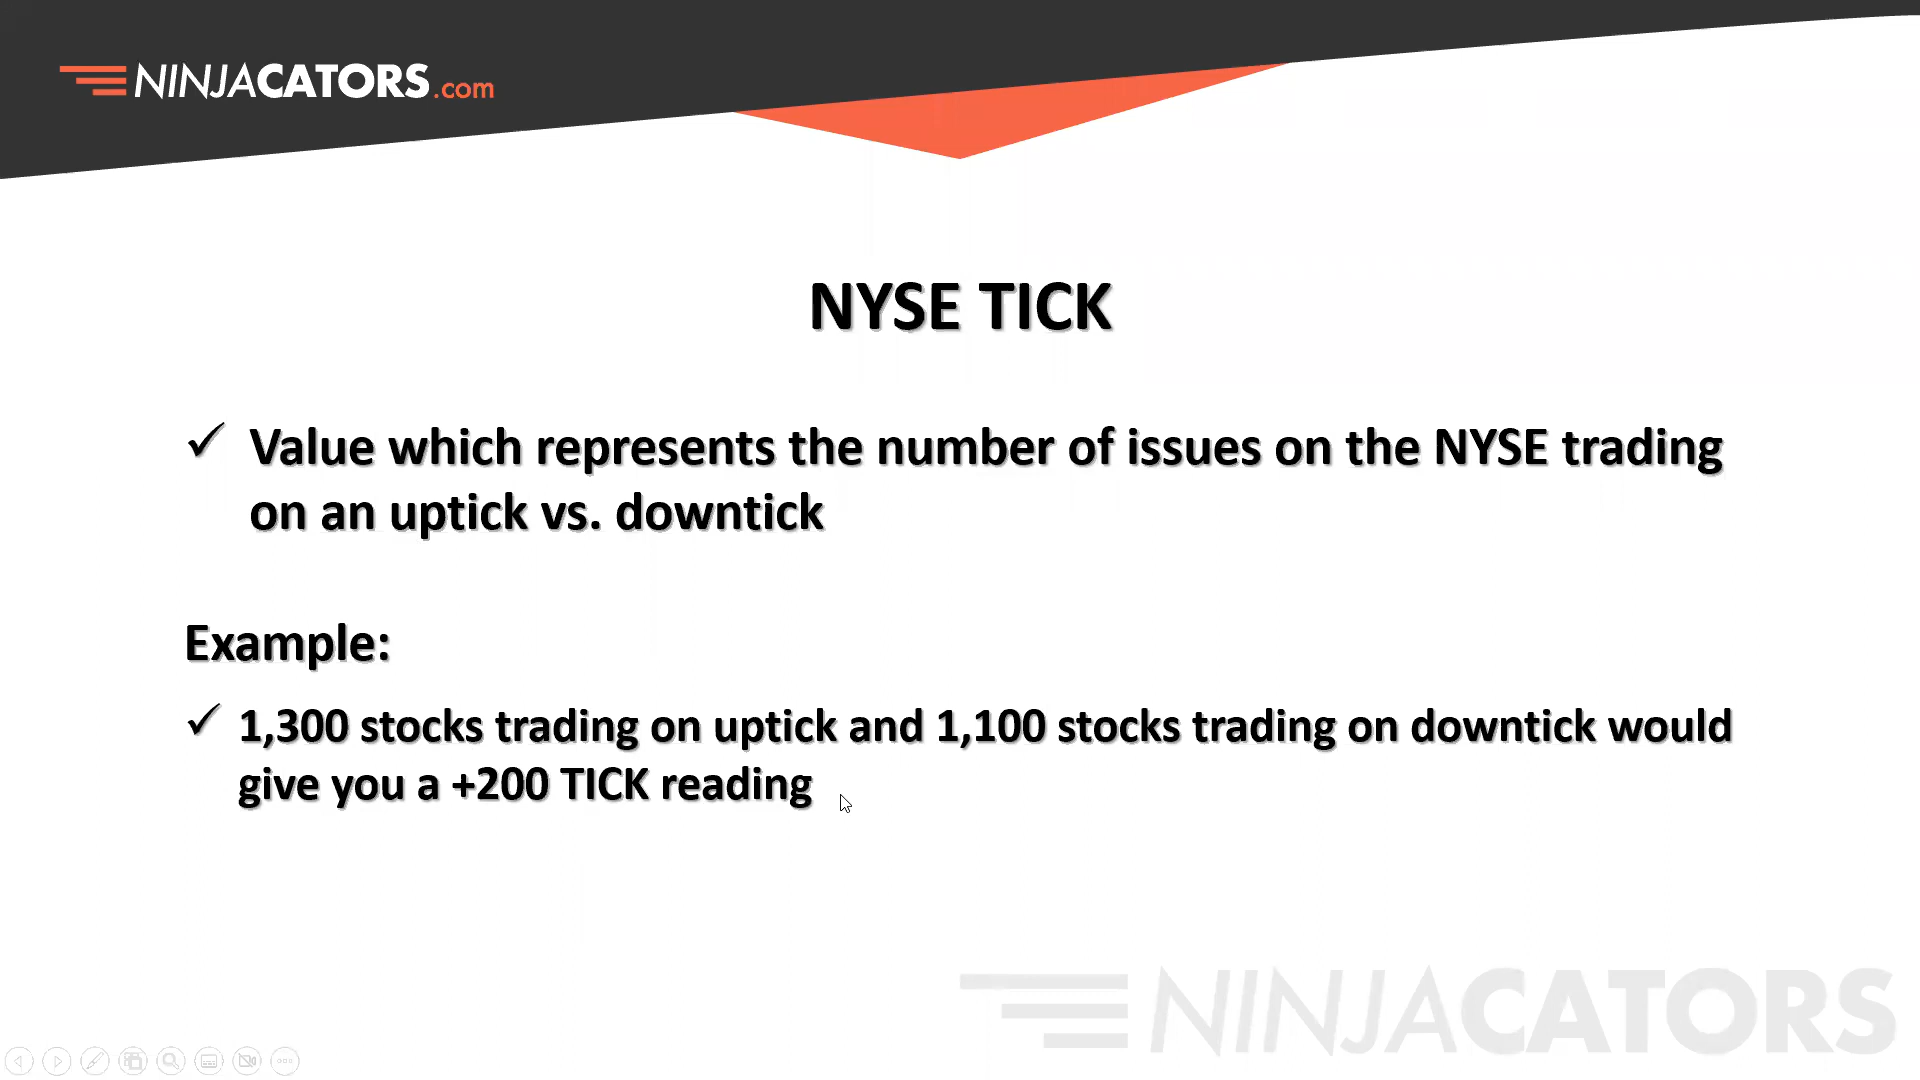 NINJACATORS.com
NYSE TICK
✓ Value which represents the number of issues on the NYSE trading
on an uptick vs. downtick
Example:
✓ 1,300 stocks trading on uptick and 1,100 stocks trading on downtick would
give you a +200 TICK reading
NINJACATORS